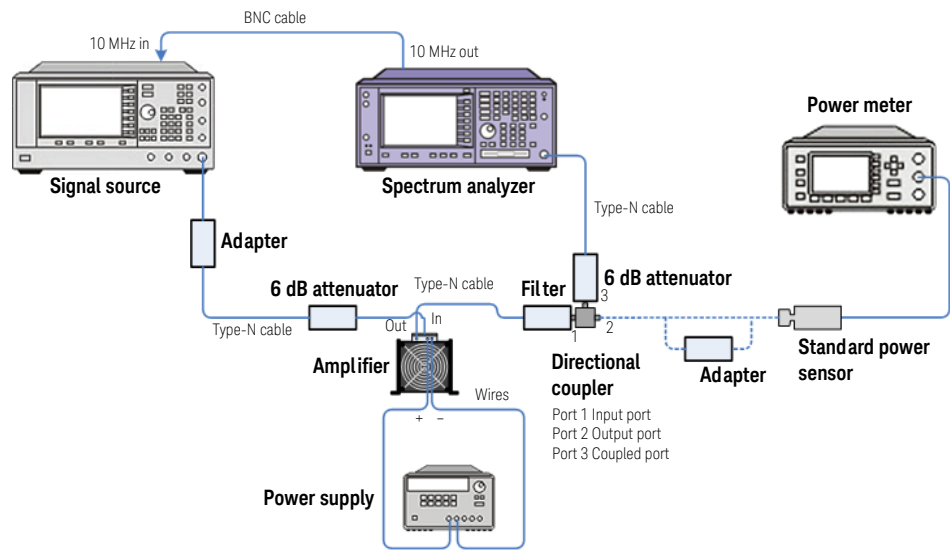 BNC cable
10 MHz in
10 MHz out
Power meter
Signal source
Spectrum analyzer
Type-N cable
Adapter
6 dB attenuator
Type-N cable
Filter
6 dB attenuator
3
Type-N cable
Out
In
1
2
Amplifier
Directional
coupler
Adapter
Standard power
sensor
Wires
Port 1 Input port
Port 2 Output port
Port 3 Coupled port
+
−
Power supply